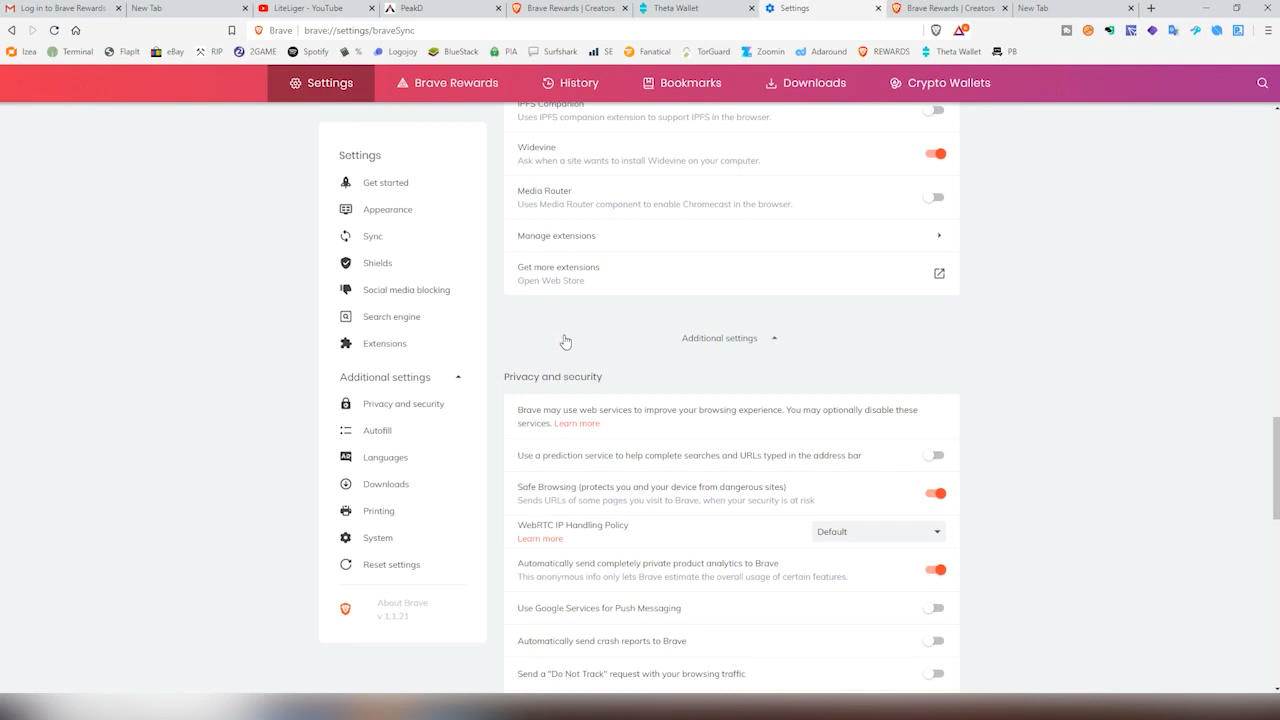 Log in to Brave Rewards
New Tab
LiteLiger - YouTube
PeakD
Brave Rewards | Creators
Theta Wallet
Settings
Brave Rewards | Creators
New Tab
Brave
brave://settings/braveSync
Izea
Terminal
FlapIt
eBay
RIP
2GAME
Spotify
Logojoy
BlueStack
PIA
Surfshark
SE
Fanatical
TorGuard
Zoomin
Adaround
REWARDS
Theta Wallet
PB
Settings
Brave Rewards
History
Bookmarks
Downloads
Crypto Wallets
Settings
Get started
Appearance
Sync
Shields
Social media blocking
Search engine
Extensions
Additional settings
Privacy and security
Autofill
Languages
Downloads
Printing
System
Reset settings
About Brave
v 1.1.21
IPFS Companion
Uses IPFS companion extension to support IPFS in the browser.
Widevine
Ask when a site wants to install Widevine on your computer.
Media Router
Uses Media Router component to enable Chromecast in the browser.
Manage extensions
Get more extensions
Open Web Store
Additional settings
Privacy and security
Brave may use web services to improve your browsing experience. You may optionally disable these
services. Learn more
Use a prediction service to help complete searches and URLs typed in the address bar
Safe Browsing (protects you and your device from dangerous sites)
Sends URLs of some pages you visit to Brave, when your security is at risk
WebRTC IP Handling Policy
Learn more
Default
Automatically send completely private product analytics to Brave
This anonymous info only lets Brave estimate the overall usage of certain features.
Use Google Services for Push Messaging
Automatically send crash reports to Brave
Send a "Do Not Track" request with your browsing traffic